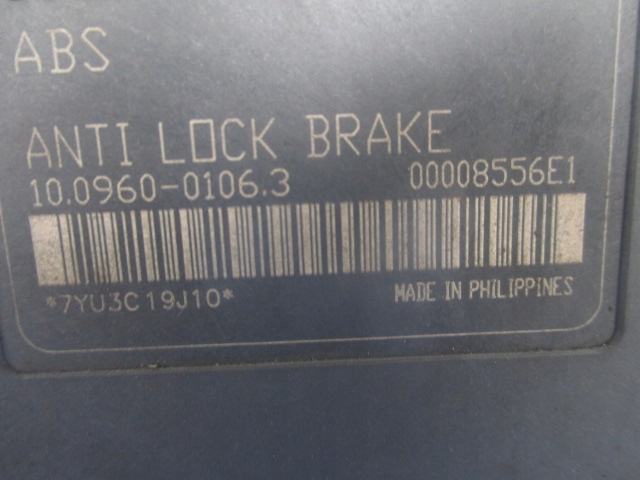 ABS
ANTI LOCK BRAKE
10.0960-0106.3 00008556E1
*7YU3C19J10* MADE IN PHILIPPINES